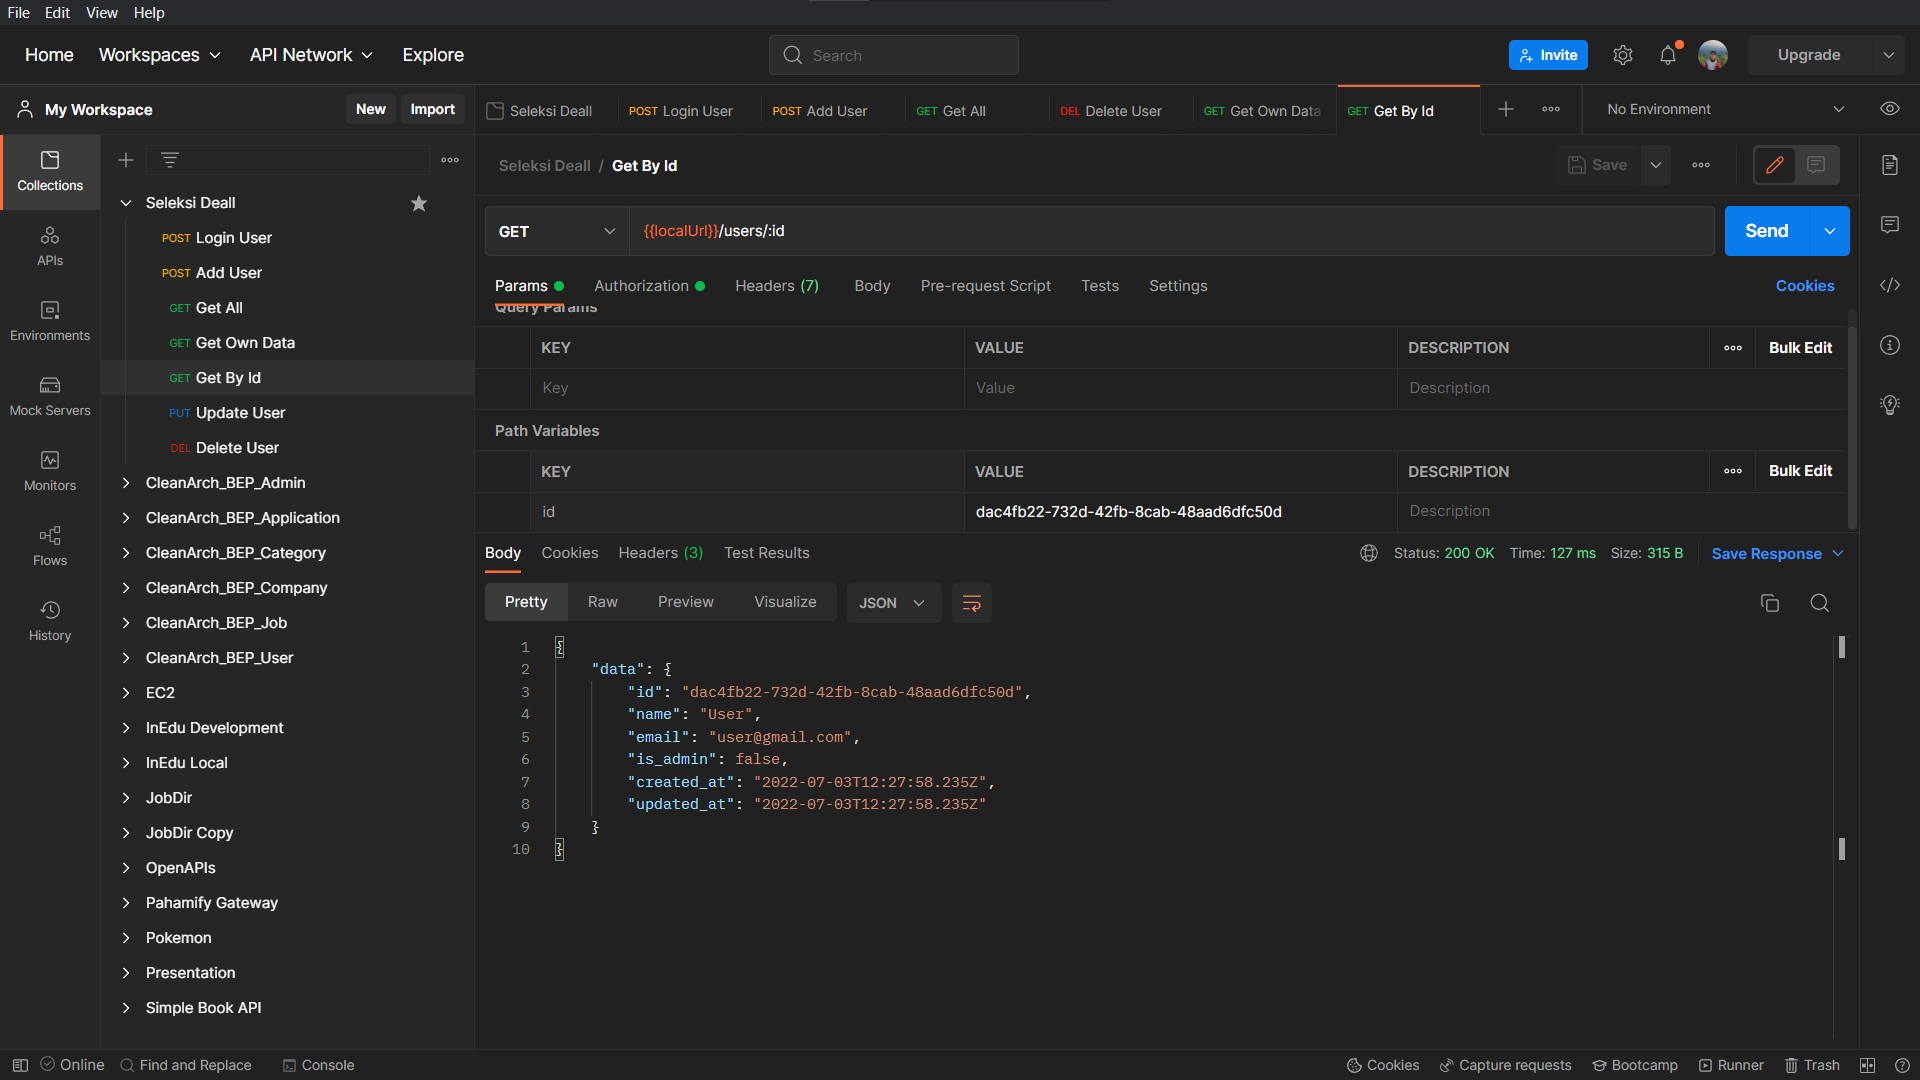 File Edit View Help
Home Workspaces API Network Explore Search Invite Upgrade
My Workspace New Import
Seleksi Deall POST Login User POST Add User GET Get All DEL Delete User GET Get Own Data GET Get By Id No Environment
Collections
APIs
Environments
Mock Servers
Monitors
Flows
History
Seleksi Deall
POST Login User
POST Add User
GET Get All
GET Get Own Data
GET Get By Id
PUT Update User
DEL Delete User
CleanArch_BEP_Admin
CleanArch_BEP_Application
CleanArch_BEP_Category
CleanArch_BEP_Company
CleanArch_BEP_Job
CleanArch_BEP_User
EC2
InEdu Development
InEdu Local
JobDir
JobDir Copy
OpenAPIs
Pahamify Gateway
Pokemon
Presentation
Simple Book API
Seleksi Deall / Get By Id Save
GET {{localUrl}}/users/:id Send
Params Authorization Headers (7) Body Pre-request Script Tests Settings Cookies
Query Params
KEY VALUE DESCRIPTION Bulk Edit
Key Value Description
Path Variables
KEY VALUE DESCRIPTION Bulk Edit
id dac4fb22-732d-42fb-8cab-48aad6dfc50d Description
Body Cookies Headers (3) Test Results Status: 200 OK Time: 127 ms Size: 315 B Save Response
Pretty Raw Preview Visualize JSON
1 {
2 "data": {
3 "id": "dac4fb22-732d-42fb-8cab-48aad6dfc50d",
4 "name": "User",
5 "email": "user@gmail.com",
6 "is_admin": false,
7 "created_at": "2022-07-03T12:27:58.235Z",
8 "updated_at": "2022-07-03T12:27:58.235Z"
9 }
10 }
Online Find and Replace Console Cookies Capture requests Bootcamp Runner Trash